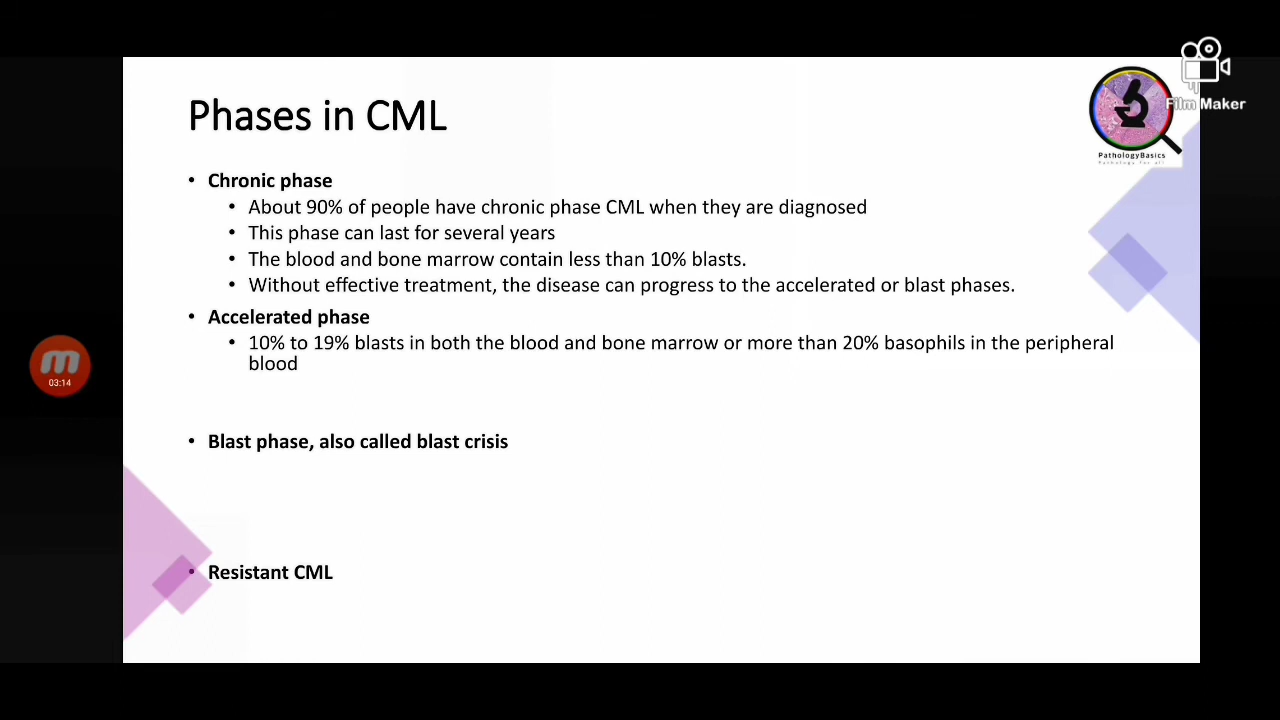 Film Maker
PathologyBasics
Pathology for all
Phases in CML
• Chronic phase
• About 90% of people have chronic phase CML when they are diagnosed
• This phase can last for several years
• The blood and bone marrow contain less than 10% blasts.
• Without effective treatment, the disease can progress to the accelerated or blast phases.
• Accelerated phase
• 10% to 19% blasts in both the blood and bone marrow or more than 20% basophils in the peripheral
blood
• Blast phase, also called blast crisis
• Resistant CML
m
03:14